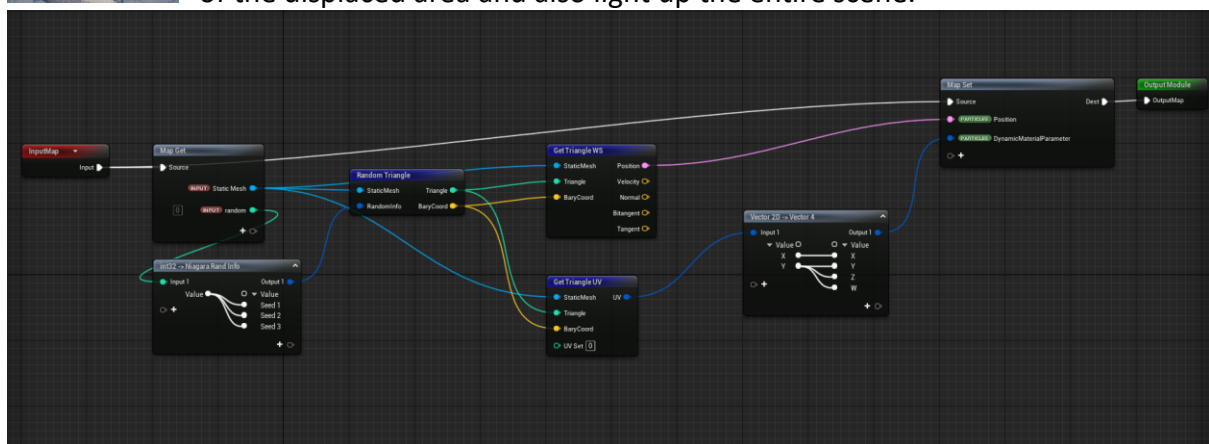 of the displaced area and also light up the entire scene.
InputMap
Input
Map Get
Source
INPUT Static Mesh
0 INPUT random
+
int32 -> Niagara Rand Info
Input 1 Output 1
Value Value
Seed 1
+ Seed 2
Seed 3
+
Random Triangle
StaticMesh Triangle
RandomInfo BaryCoord
Get Triangle WS
StaticMesh Position
Triangle Velocity
BaryCoord Normal
Bitangent
Tangent
Get Triangle UV
StaticMesh UV
Triangle
BaryCoord
UV Set 0
Vector 2D -> Vector 4
Input 1 Output 1
Value Value
X X
Y Y
+ Z
W
+
Map Set
Source Dest
PARTICLES Position
PARTICLES DynamicMaterialParameter
+
Output Module
OutputMap